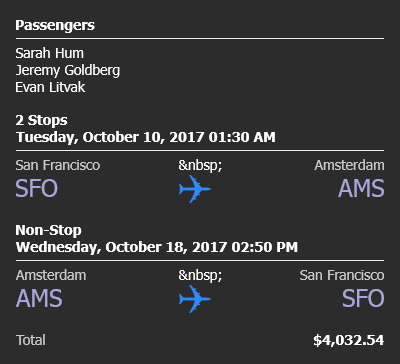 Passengers
Sarah Hum
Jeremy Goldberg
Evan Litvak
2 Stops
Tuesday, October 10, 2017 01:30 AM
San Francisco &nbsp; Amsterdam
SFO AMS
Non-Stop
Wednesday, October 18, 2017 02:50 PM
Amsterdam &nbsp; San Francisco
AMS SFO
Total $4,032.54